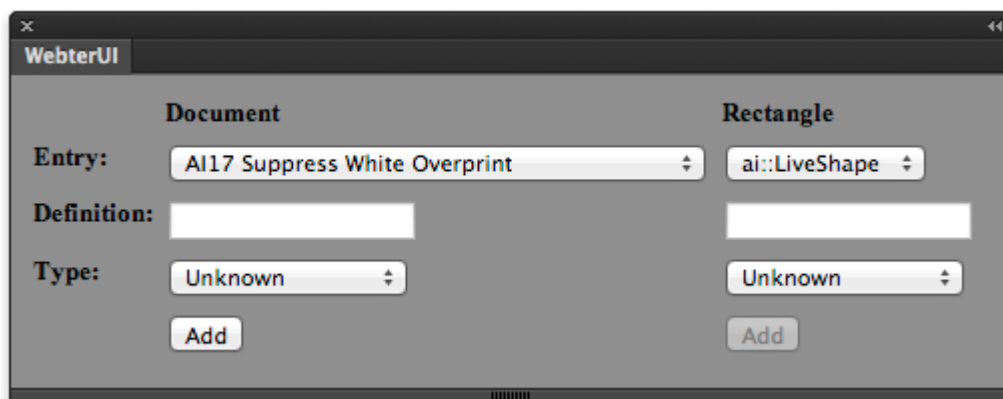 WebterUI
Document Rectangle
Entry: AI17 Suppress White Overprint ai::LiveShape
Definition:
Type: Unknown Unknown
Add Add